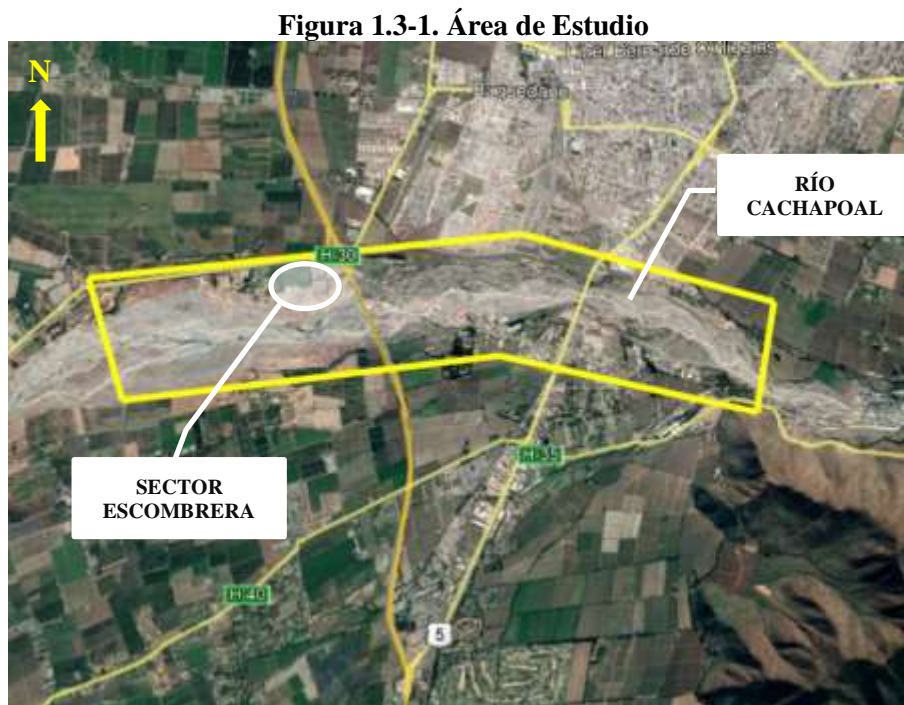 Figura 1.3-1. Área de Estudio
N
RÍO
CACHAPOAL
H-30
SECTOR
ESCOMBRERA
H-35
H-40
5